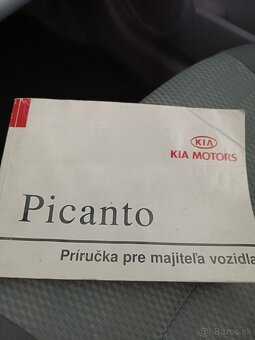 KIA
KIA MOTORS
Picanto
Príručka pre majiteľa vozidla
Bazos.sk